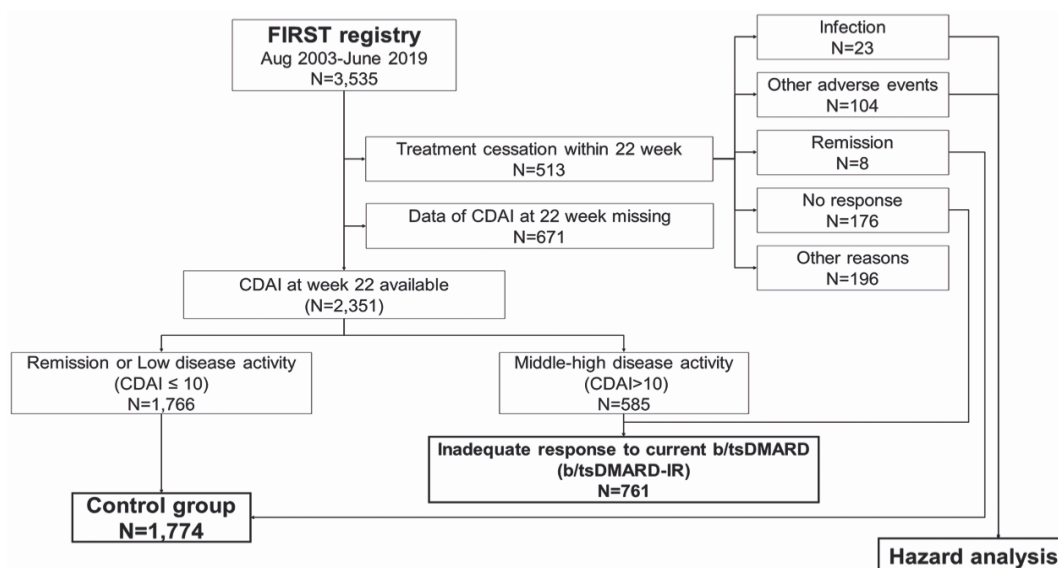 FIRST registry
Aug 2003-June 2019
N=3,535
Infection
N=23
Other adverse events
N=104
Treatment cessation within 22 week
N=513
Remission
N=8
No response
N=176
Data of CDAI at 22 week missing
N=671
Other reasons
N=196
CDAI at week 22 available
(N=2,351)
Remission or Low disease activity
(CDAI ≤ 10)
N=1,766
Middle-high disease activity
(CDAI>10)
N=585
Inadequate response to current b/tsDMARD
(b/tsDMARD-IR)
N=761
Control group
N=1,774
Hazard analysis